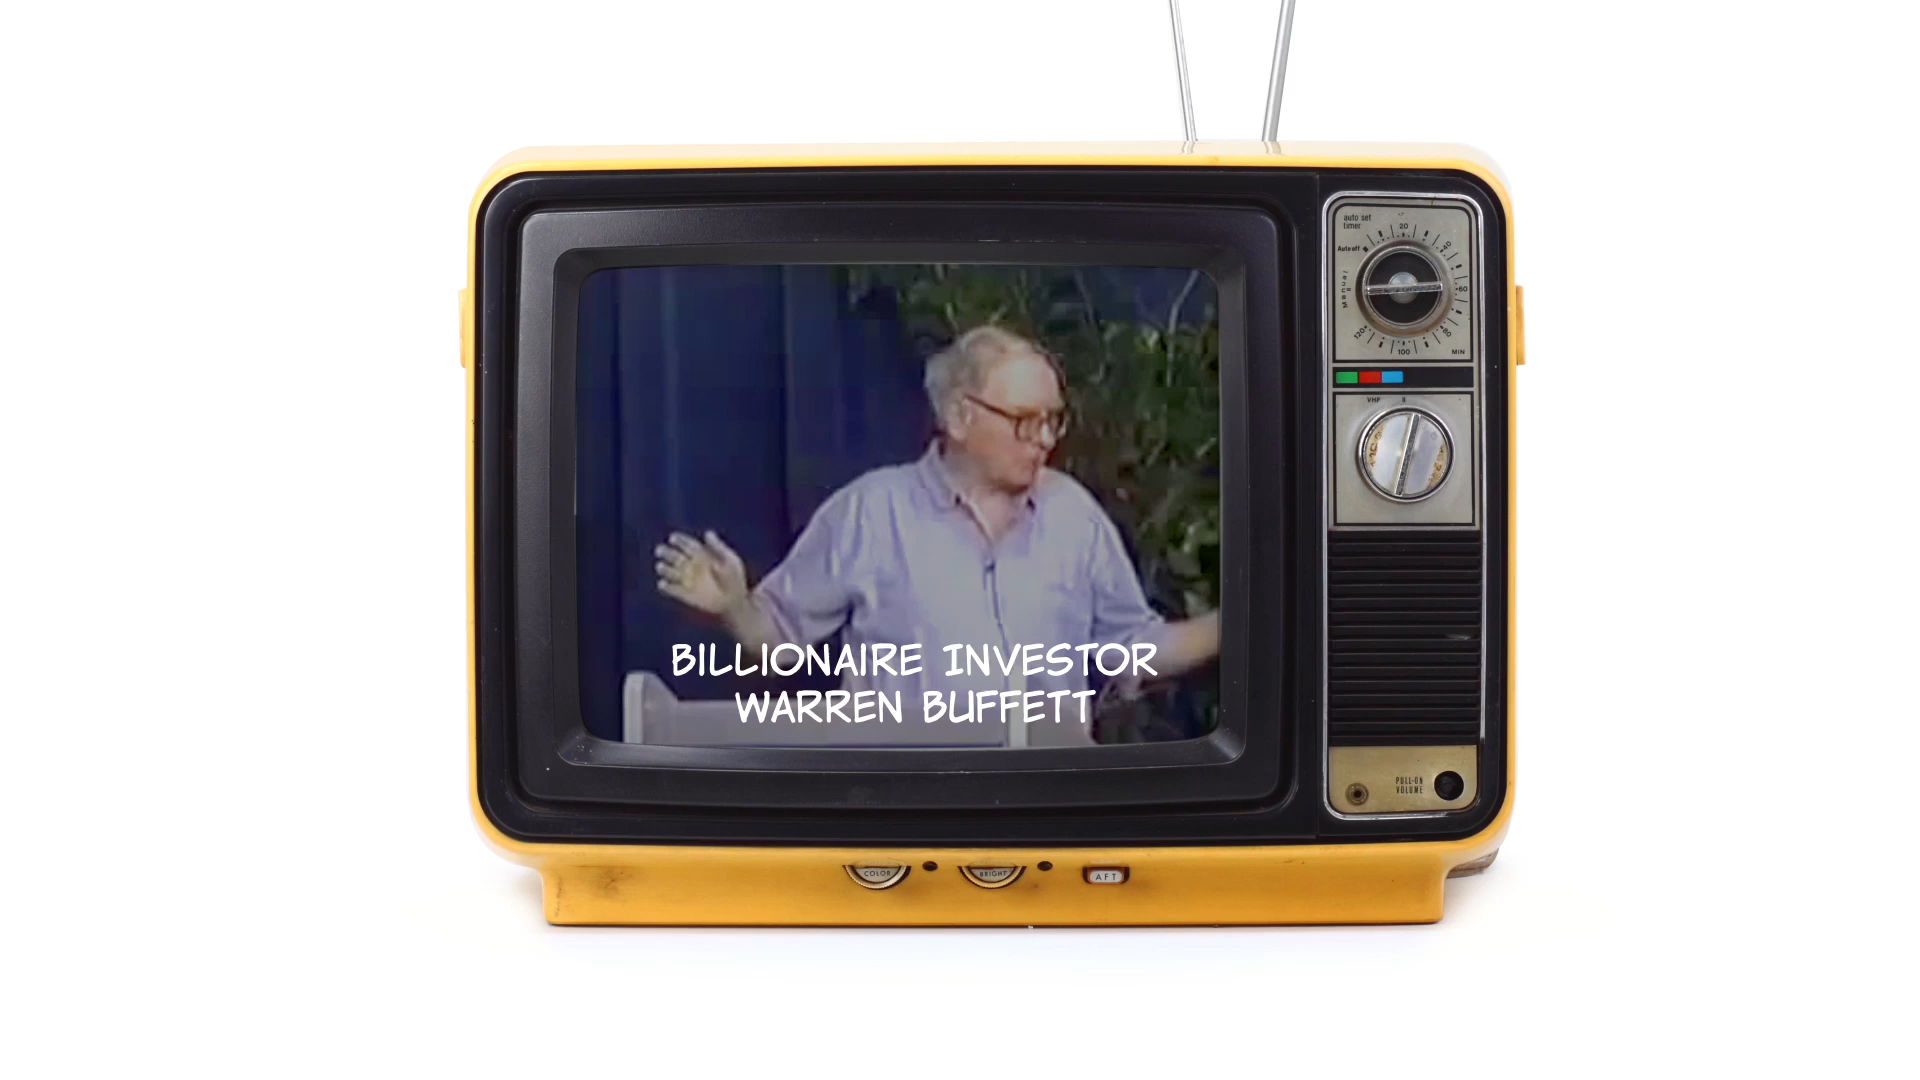 auto set
timer
20
Auto off
40
Manual
60
120
80
100
MIN
VHF
BILLIONAIRE INVESTOR
WARREN BUFFETT
PULL-ON
VOLUME
COLOR
BRIGHT
AFT